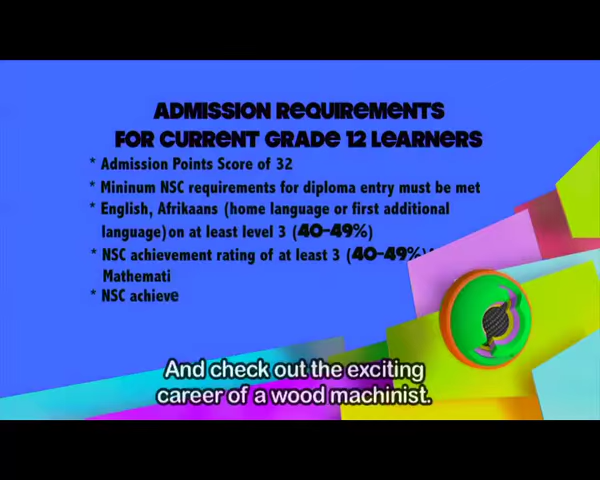 ADMISSION REQUIREMENTS
FOR CURRENT GRADE 12 LEARNERS
* Admission Points Score of 32
* Mininum NSC requirements for diploma entry must be met
* English, Afrikaans (home language or first additional
language) on at least level 3 (40-49%)
* NSC achievement rating of at least 3 (40-49%)
Mathemati
* NSC achieve
And check out the exciting
career of a wood machinist.